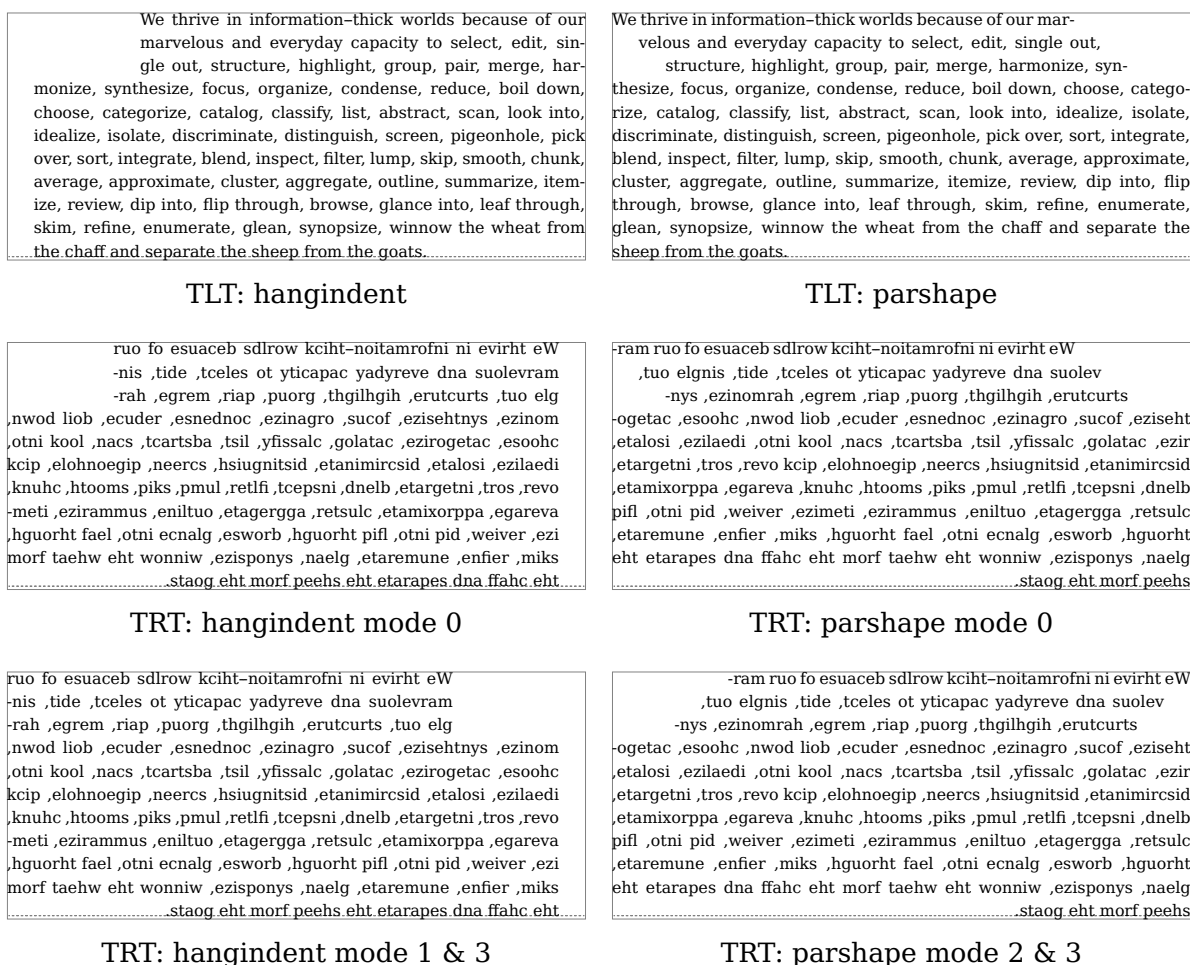 We thrive in information–thick worlds because of our
marvelous and everyday capacity to select, edit, sin-
gle out, structure, highlight, group, pair, merge, har-
monize, synthesize, focus, organize, condense, reduce, boil down,
choose, categorize, catalog, classify, list, abstract, scan, look into,
idealize, isolate, discriminate, distinguish, screen, pigeonhole, pick
over, sort, integrate, blend, inspect, filter, lump, skip, smooth, chunk,
average, approximate, cluster, aggregate, outline, summarize, item-
ize, review, dip into, flip through, browse, glance into, leaf through,
skim, refine, enumerate, glean, synopsize, winnow the wheat from
the chaff and separate the sheep from the goats.
TLT: hangindent
We thrive in information–thick worlds because of our mar-
velous and everyday capacity to select, edit, single out,
structure, highlight, group, pair, merge, harmonize, syn-
thesize, focus, organize, condense, reduce, boil down, choose, catego-
rize, catalog, classify, list, abstract, scan, look into, idealize, isolate,
discriminate, distinguish, screen, pigeonhole, pick over, sort, integrate,
blend, inspect, filter, lump, skip, smooth, chunk, average, approximate,
cluster, aggregate, outline, summarize, itemize, review, dip into, flip
through, browse, glance into, leaf through, skim, refine, enumerate,
glean, synopsize, winnow the wheat from the chaff and separate the
sheep from the goats.
TLT: parshape
ruo fo esuaceb sdlrow kciht–noitamrofni ni evirht eW
-nis ,tide ,tceles ot yticapac yadyreve dna suolevram
-rah ,egrem ,riap ,puorg ,thgilhgih ,erutcurts ,tuo elg
,nwod liob ,ecuder ,esnednoc ,ezinagro ,sucof ,ezisehtnys ,ezinom
,otni kool ,nacs ,tcartsba ,tsil ,yfissalc ,golatac ,ezirogetac ,esoohc
kcip ,elohnoegip ,neercs ,hsiugnitsid ,etanimircsid ,etalosi ,ezilaedi
,knuhc ,htooms ,piks ,pmul ,retlfi ,tcepsni ,dnelb ,etargetni ,tros ,revo
-meti ,ezirammus ,eniltuo ,etagergga ,retsulc ,etamixorppa ,egareva
,hguorht fael ,otni ecnalg ,esworb ,hguorht pifl ,otni pid ,weiver ,ezi
morf taehw eht wonniw ,ezisponys ,naelg ,etaremune ,enfier ,miks
.staog eht morf peehs eht etarapes dna ffahc eht
TRT: hangindent mode 0
-ram ruo fo esuaceb sdlrow kciht–noitamrofni ni evirht eW
,tuo elgnis ,tide ,tceles ot yticapac yadyreve dna suolev
-nys ,ezinomrah ,egrem ,riap ,puorg ,thgilhgih ,erutcurts
-ogetac ,esoohc ,nwod liob ,ecuder ,esnednoc ,ezinagro ,sucof ,eziseht
,etalosi ,ezilaedi ,otni kool ,nacs ,tcartsba ,tsil ,yfissalc ,golatac ,ezir
,etargetni ,tros ,revo kcip ,elohnoegip ,neercs ,hsiugnitsid ,etanimircsid
,etamixorppa ,egareva ,knuhc ,htooms ,piks ,pmul ,retlfi ,tcepsni ,dnelb
pifl ,otni pid ,weiver ,ezimeti ,ezirammus ,eniltuo ,etagergga ,retsulc
,etaremune ,enfier ,miks ,hguorht fael ,otni ecnalg ,esworb ,hguorht
eht etarapes dna ffahc eht morf taehw eht wonniw ,ezisponys ,naelg
.staog eht morf peehs
TRT: parshape mode 0
ruo fo esuaceb sdlrow kciht–noitamrofni ni evirht eW
-nis ,tide ,tceles ot yticapac yadyreve dna suolevram
-rah ,egrem ,riap ,puorg ,thgilhgih ,erutcurts ,tuo elg
,nwod liob ,ecuder ,esnednoc ,ezinagro ,sucof ,ezisehtnys ,ezinom
,otni kool ,nacs ,tcartsba ,tsil ,yfissalc ,golatac ,ezirogetac ,esoohc
kcip ,elohnoegip ,neercs ,hsiugnitsid ,etanimircsid ,etalosi ,ezilaedi
,knuhc ,htooms ,piks ,pmul ,retlfi ,tcepsni ,dnelb ,etargetni ,tros ,revo
-meti ,ezirammus ,eniltuo ,etagergga ,retsulc ,etamixorppa ,egareva
,hguorht fael ,otni ecnalg ,esworb ,hguorht pifl ,otni pid ,weiver ,ezi
morf taehw eht wonniw ,ezisponys ,naelg ,etaremune ,enfier ,miks
.staog eht morf peehs eht etarapes dna ffahc eht
TRT: hangindent mode 1 & 3
-ram ruo fo esuaceb sdlrow kciht–noitamrofni ni evirht eW
,tuo elgnis ,tide ,tceles ot yticapac yadyreve dna suolev
-nys ,ezinomrah ,egrem ,riap ,puorg ,thgilhgih ,erutcurts
-ogetac ,esoohc ,nwod liob ,ecuder ,esnednoc ,ezinagro ,sucof ,eziseht
,etalosi ,ezilaedi ,otni kool ,nacs ,tcartsba ,tsil ,yfissalc ,golatac ,ezir
,etargetni ,tros ,revo kcip ,elohnoegip ,neercs ,hsiugnitsid ,etanimircsid
,etamixorppa ,egareva ,knuhc ,htooms ,piks ,pmul ,retlfi ,tcepsni ,dnelb
pifl ,otni pid ,weiver ,ezimeti ,ezirammus ,eniltuo ,etagergga ,retsulc
,etaremune ,enfier ,miks ,hguorht fael ,otni ecnalg ,esworb ,hguorht
eht etarapes dna ffahc eht morf taehw eht wonniw ,ezisponys ,naelg
.staog eht morf peehs
TRT: parshape mode 2 & 3